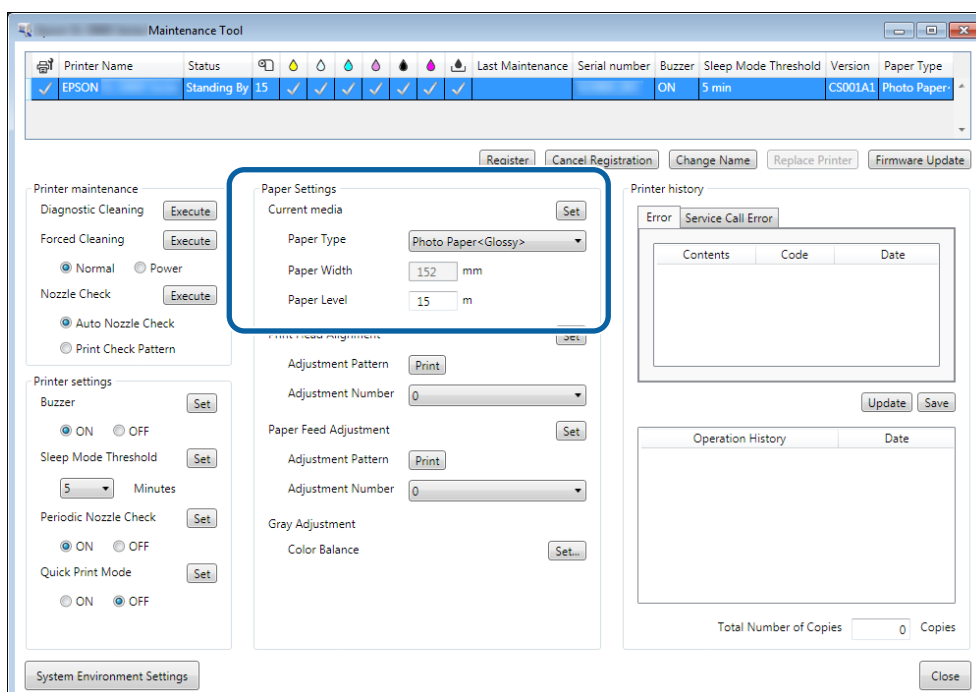 Maintenance Tool
Printer Name Status Last Maintenance Serial number Buzzer Sleep Mode Threshold Version Paper Type
EPSON Standing By 15 ON 5 min CS001A1 Photo Paper
Register Cancel Registration Change Name Replace Printer Firmware Update
Printer maintenance
Diagnostic Cleaning Execute
Forced Cleaning Execute
Normal Power
Nozzle Check Execute
Auto Nozzle Check
Print Check Pattern
Printer settings
Buzzer Set
ON OFF
Sleep Mode Threshold Set
5 Minutes
Periodic Nozzle Check Set
ON OFF
Quick Print Mode Set
ON OFF
Paper Settings
Current media Set
Paper Type Photo Paper<Glossy>
Paper Width 152 mm
Paper Level 15 m
Print Head Alignment Set
Adjustment Pattern Print
Adjustment Number 0
Paper Feed Adjustment Set
Adjustment Pattern Print
Adjustment Number 0
Gray Adjustment
Color Balance Set...
Printer history
Error Service Call Error
Contents Code Date
Update Save
Operation History Date
Total Number of Copies 0 Copies
System Environment Settings Close